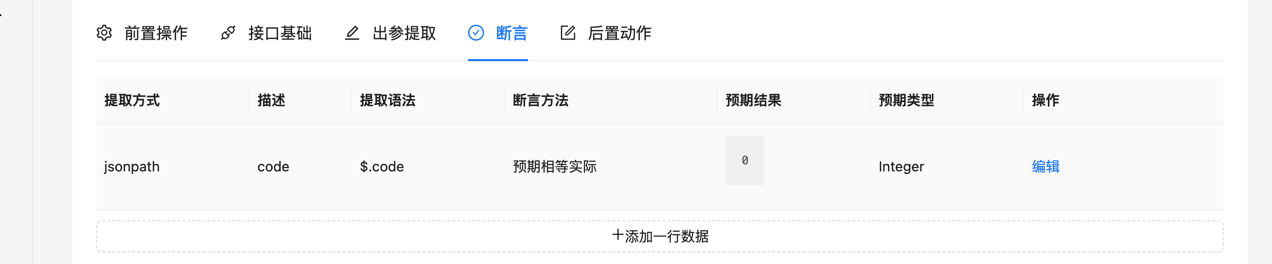 前置操作 接口基础 出参提取 断言 后置动作
提取方式 描述 提取语法 断言方法 预期结果 预期类型 操作
jsonpath code $.code 预期相等实际 0 Integer 编辑
+添加一行数据